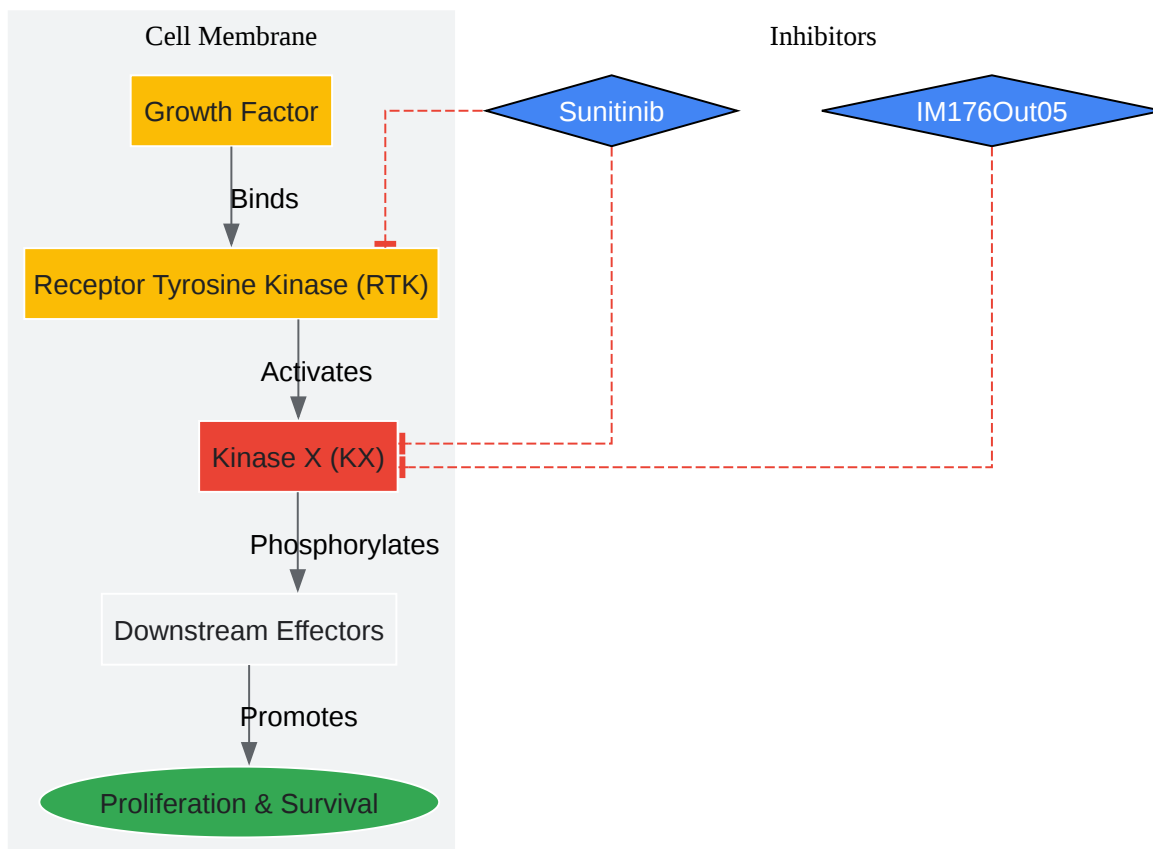 Cell Membrane
Inhibitors
Growth Factor
Sunitinib
IM176Out05
Binds
Receptor Tyrosine Kinase (RTK)
Activates
Kinase X (KX)
Phosphorylates
Downstream Effectors
Promotes
Proliferation & Survival